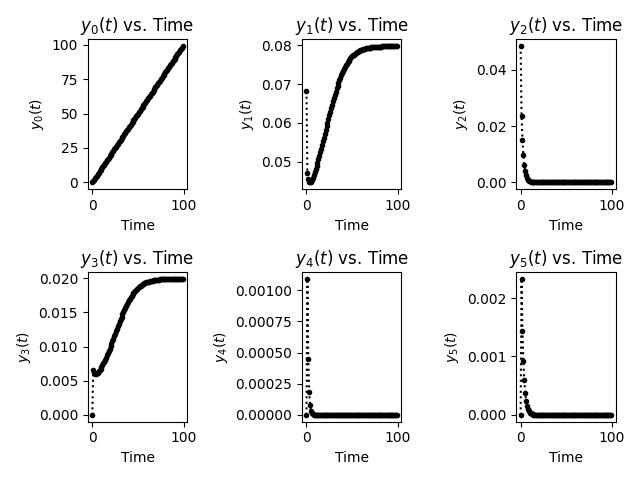 y₀(t) vs. Time
y₁(t) vs. Time
y₂(t) vs. Time
100
75
50
25
0
y₀(t)
0
100
Time
0.08
0.07
0.06
0.05
y₁(t)
0
100
Time
0.04
0.02
0.00
y₂(t)
0
100
Time
y₃(t) vs. Time
y₄(t) vs. Time
y₅(t) vs. Time
0.020
0.015
0.010
0.005
0.000
y₃(t)
0
100
Time
0.00100
0.00075
0.00050
0.00025
0.00000
y₄(t)
0
100
Time
0.002
0.001
0.000
y₅(t)
0
100
Time